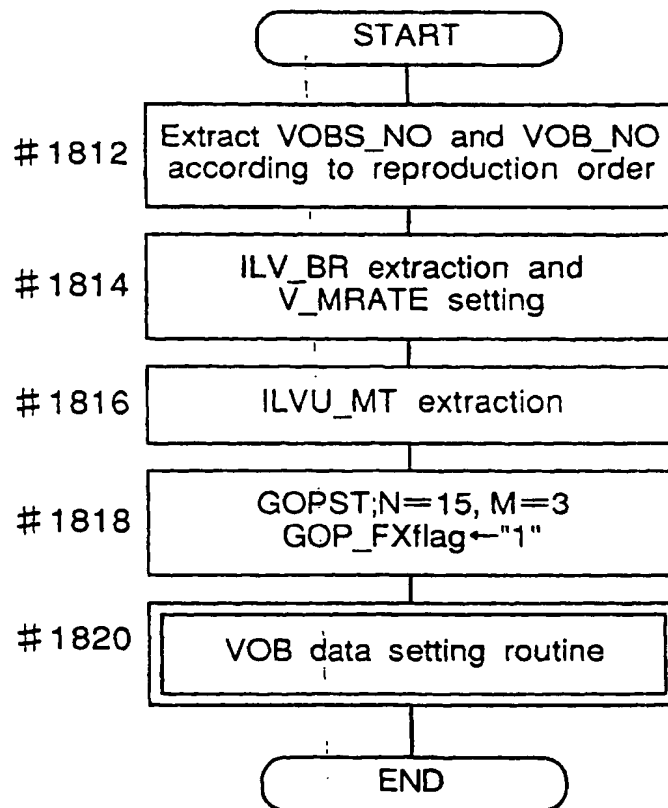 START
#1812
Extract VOBS_NO and VOB_NO
according to reproduction order
#1814
ILV_BR extraction and
V_MRATE setting
#1816
ILVU_MT extraction
#1818
GOPST;N=15, M=3
GOP_FXflag←"1"
#1820
VOB data setting routine
END